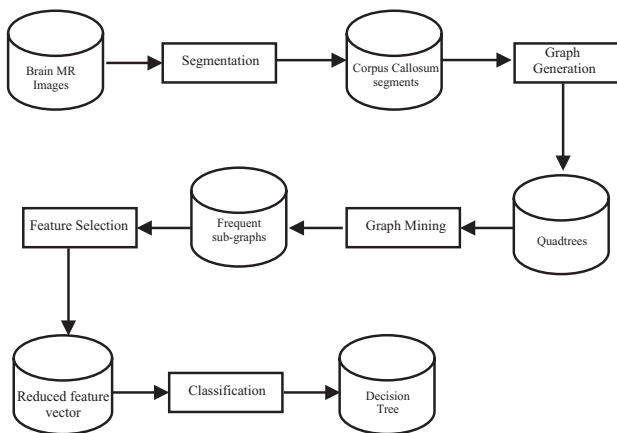 Brain MR
Images
Segmentation
Corpus Callosum
segments
Graph
Generation
Feature Selection
Frequent
sub-graphs
Graph Mining
Quadtrees
Reduced feature
vector
Classification
Decision
Tree